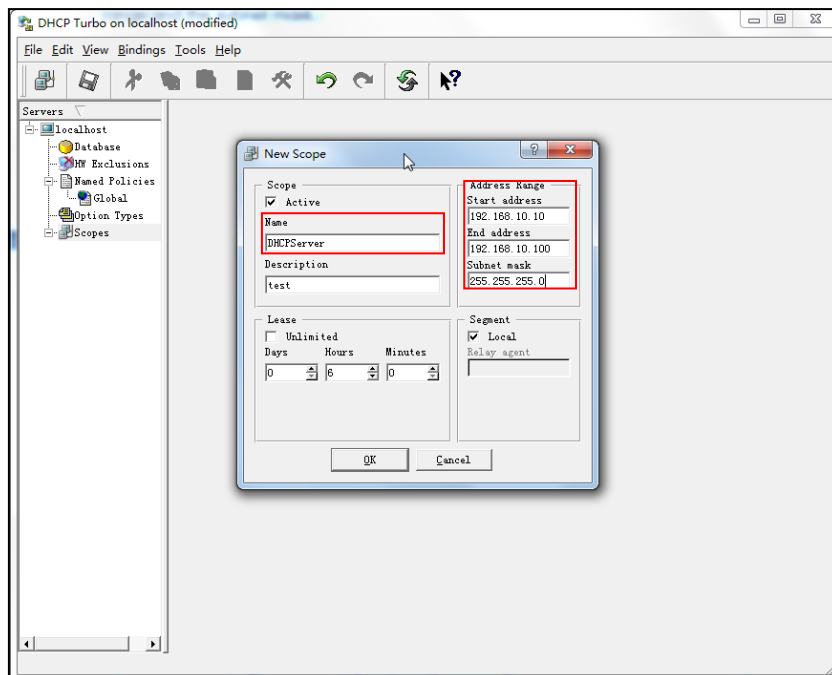 DHCP Turbo on localhost (modified)
File Edit View Bindings Tools Help
Servers
localhost
Database
HW Exclusions
Named Policies
Global
Option Types
Scopes
New Scope
Scope
Active
Name
DHCPServer
Description
test
Address Range
Start address
192.168.10.10
End address
192.168.10.100
Subnet mask
255.255.255.0
Lease
Unlimited
Days Hours Minutes
0 6 0
Segment
Local
Relay agent
OK Cancel